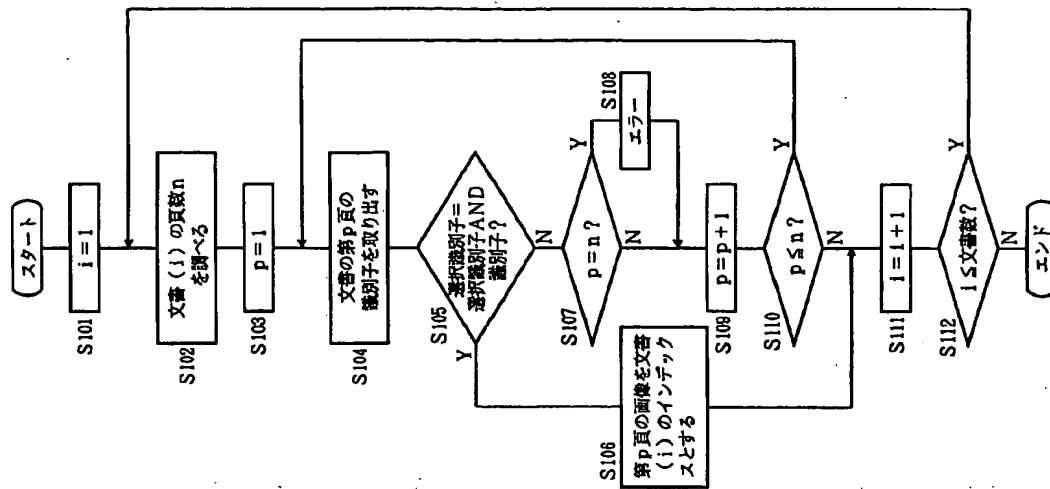 スタート
S101
i=1
S102
文書(i)の頁数n
を調べる
S103
p=1
S104
文書の第p頁の
識別子を取り出す
S105
選択識別子=
選択識別子AND
識別子?
Y
N
S106
第p頁の画像を文書
(i)のインデック
スとする
S107
p=n?
Y
N
S108
エラー
S109
p=p+1
S110
p≦n?
Y
N
S111
i=i+1
S112
i≦文書数?
Y
N
エンド